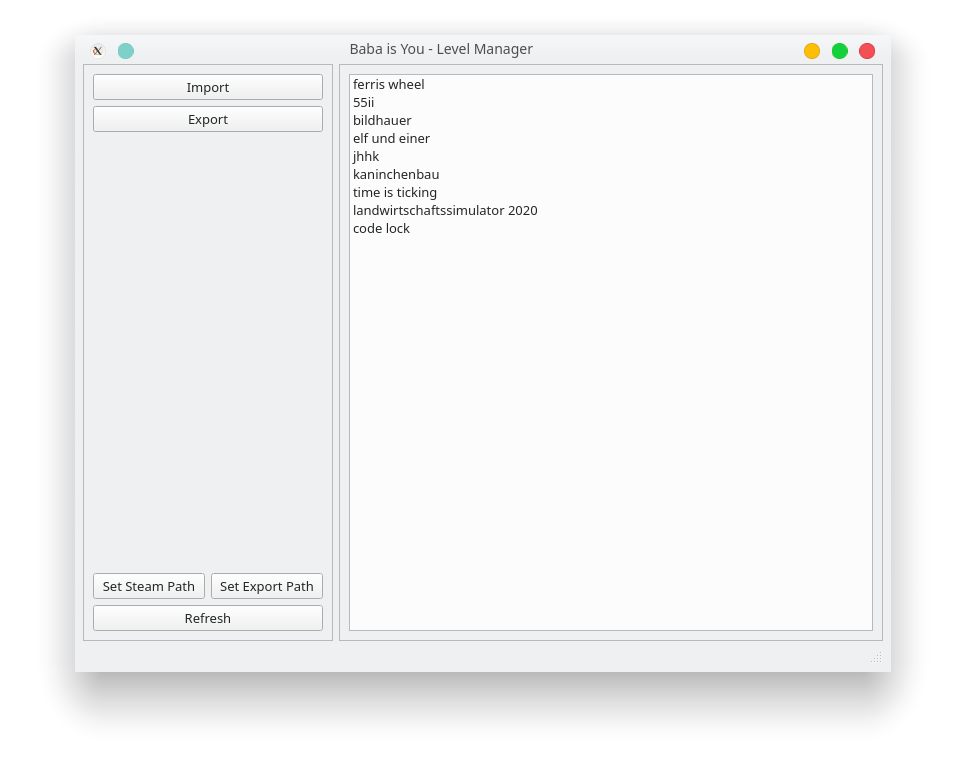 Baba is You - Level Manager
Import
Export
Set Steam Path
Set Export Path
Refresh
ferris wheel
55ii
bildhauer
elf und einer
jhhk
kaninchenbau
time is ticking
landwirtschaftssimulator 2020
code lock